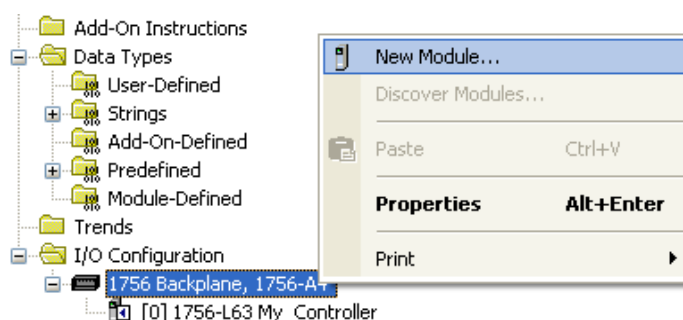 Add-On Instructions
Data Types
User-Defined
Strings
Add-On-Defined
Predefined
Module-Defined
Trends
I/O Configuration
1756 Backplane, 1756-A4
[0] 1756-L63 My_Controller
New Module...
Discover Modules...
Paste Ctrl+V
Properties Alt+Enter
Print